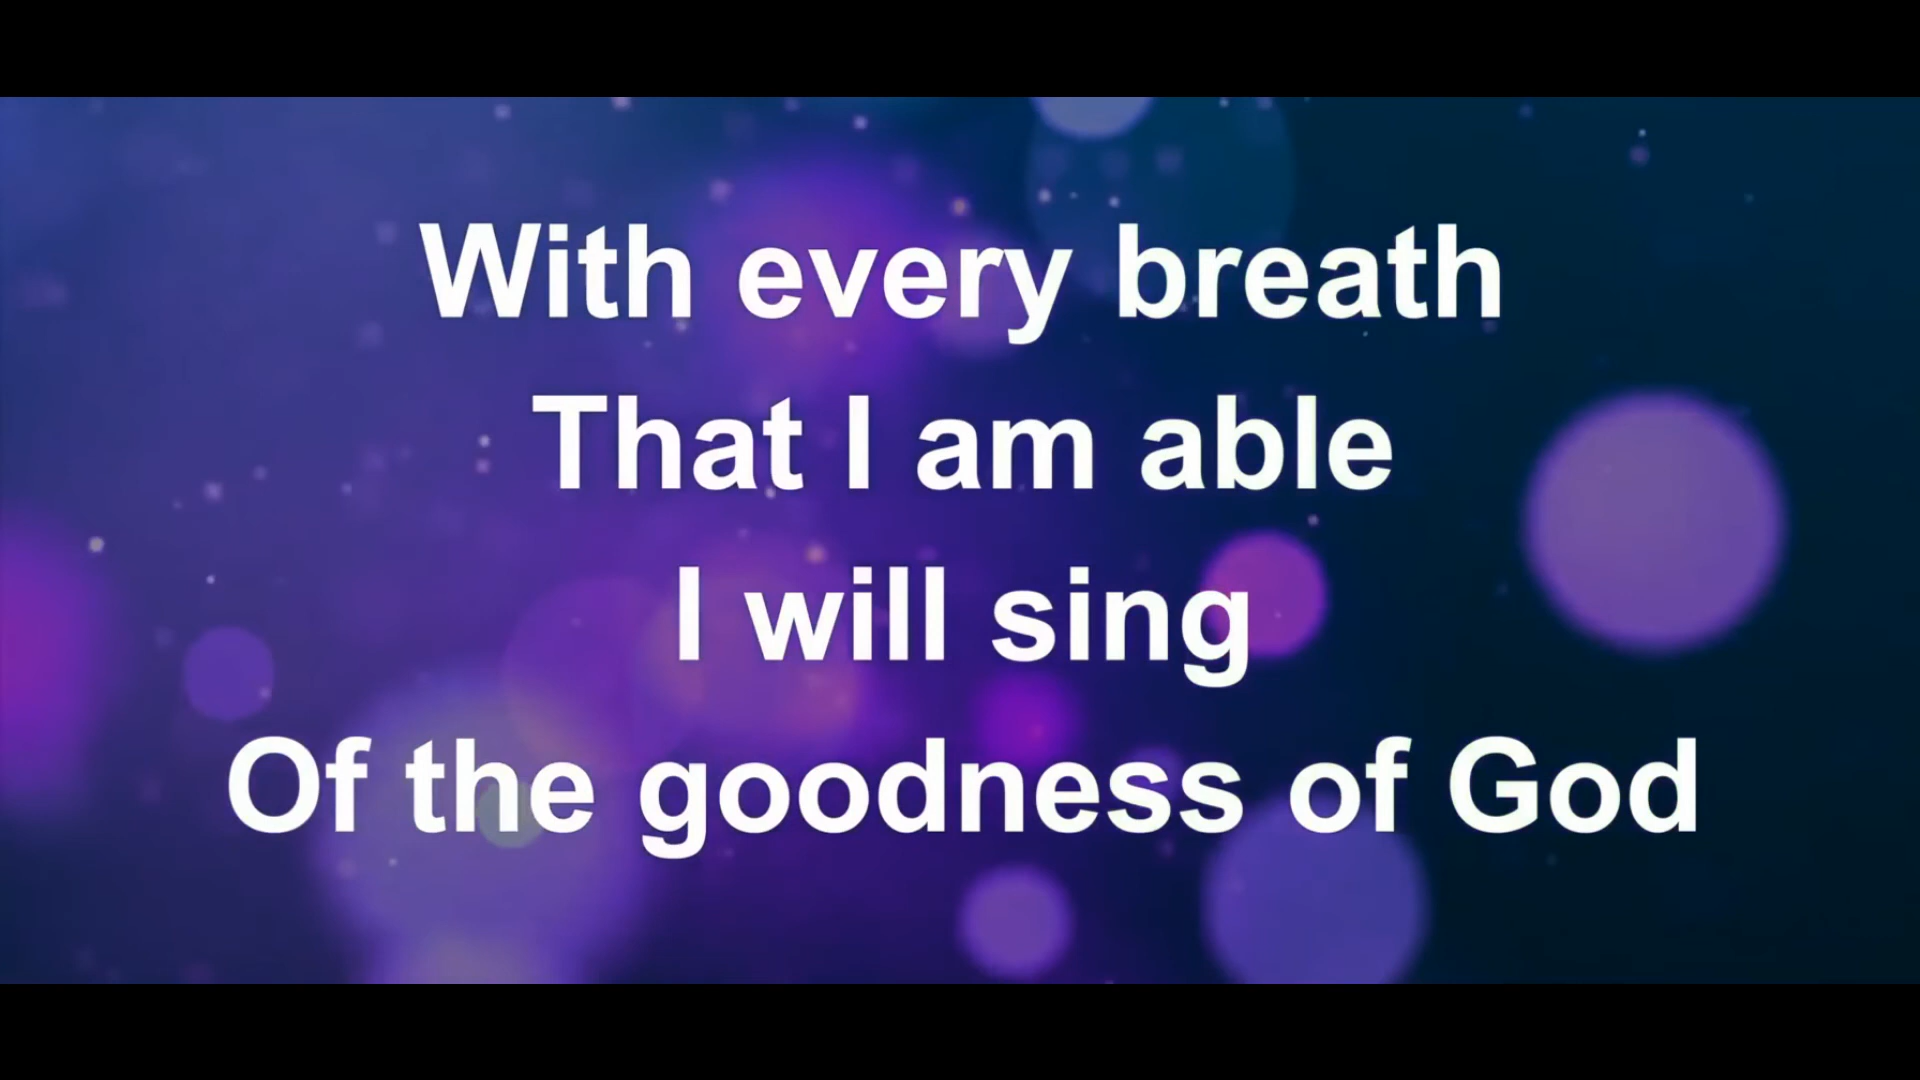 With every breath
That I am able
I will sing
Of the goodness of God